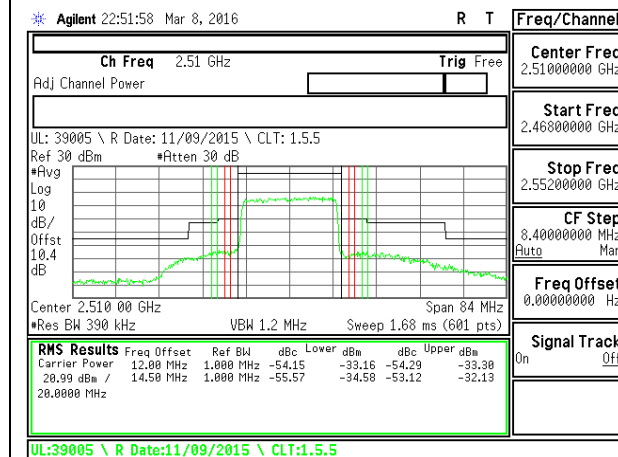 Agilent 22:51:58 Mar 8, 2016 R T
Ch Freq 2.51 GHz Trig Free
Adj Channel Power
UL: 39005 \ R Date: 11/09/2015 \ CLT: 1.5.5
Ref 30 dBm #Atten 30 dB
#Avg
Log
10
dB/
Offst
10.4
dB
Center 2.510 00 GHz Span 84 MHz
#Res BW 390 kHz VBW 1.2 MHz Sweep 1.68 ms (601 pts)
RMS Results Freq Offset Ref BW dBc Lower dBm dBc Upper dBm
Carrier Power 12.00 MHz 1.000 MHz -54.15 -33.16 -54.29 -33.30
20.99 dBm / 14.50 MHz 1.000 MHz -55.57 -34.58 -53.12 -32.13
20.0000 MHz
UL:39005 \ R Date:11/09/2015 \ CLT:1.5.5
Freq/Channel
Center Freq
2.51000000 GHz
Start Freq
2.46800000 GHz
Stop Freq
2.55200000 GHz
CF Step
8.40000000 MHz
Auto Man
Freq Offset
0.00000000 Hz
Signal Track
On Off